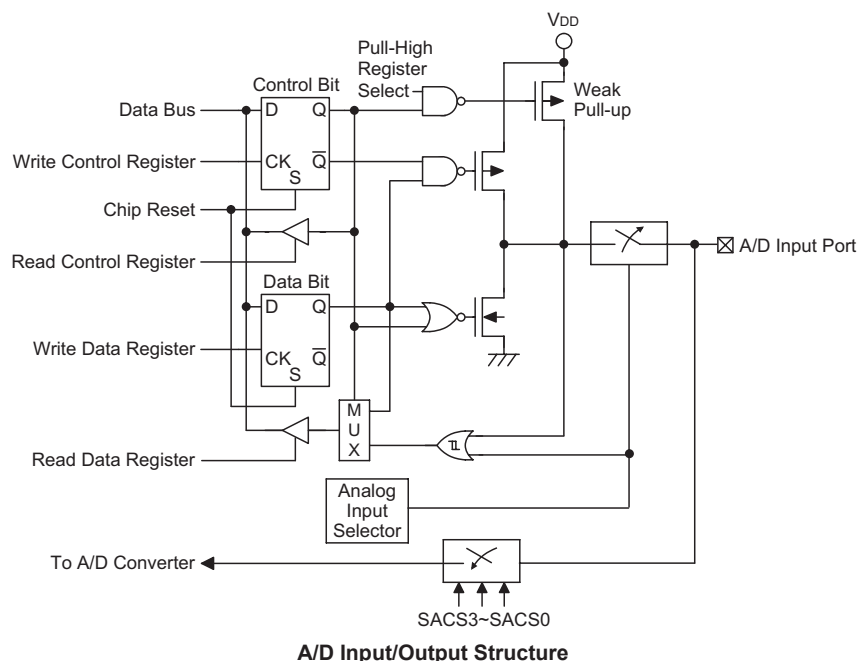 VDD
Pull-High
Register
Select
Weak
Pull-up
Control Bit
Data Bus
D
Q
Write Control Register
CK
Q
S
Chip Reset
Read Control Register
A/D Input Port
Data Bit
D
Q
Write Data Register
CK
Q
S
M
U
X
Read Data Register
Analog
Input
Selector
To A/D Converter
SACS3~SACS0
A/D Input/Output Structure